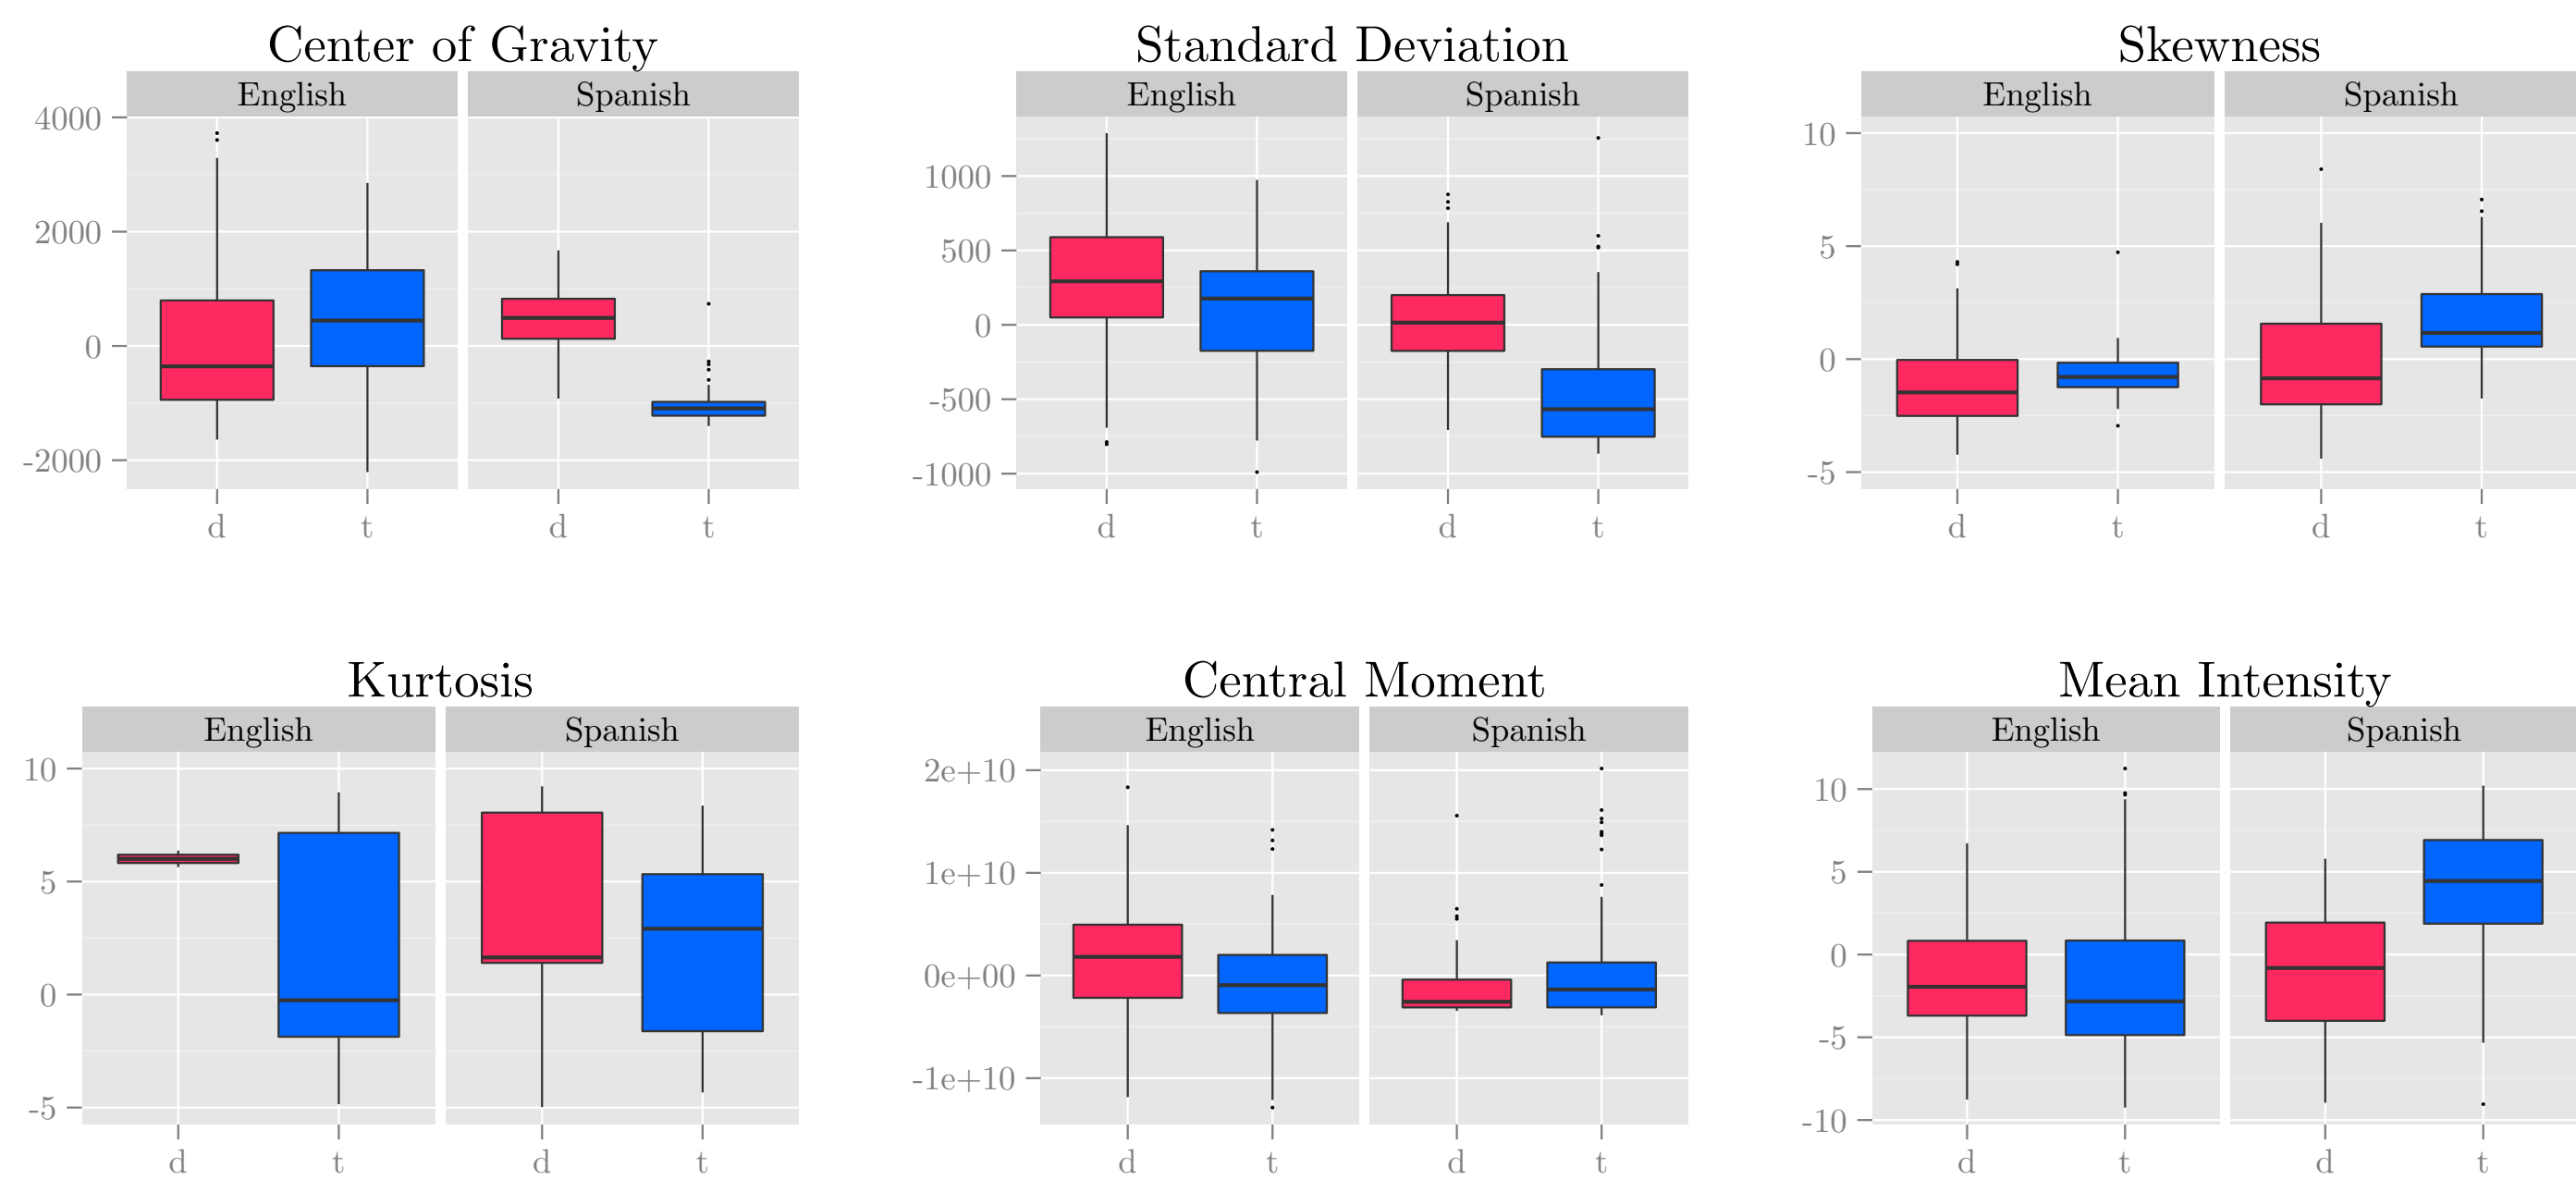 Center of Gravity
English Spanish
4000
2000
0
-2000
d t d t
Standard Deviation
English Spanish
1000
500
0
-500
-1000
d t d t
Skewness
English Spanish
10
5
0
-5
d t d t
Kurtosis
English Spanish
10
5
0
-5
d t d t
Central Moment
English Spanish
2e+10
1e+10
0e+00
-1e+10
d t d t
Mean Intensity
English Spanish
10
5
0
-5
-10
d t d t